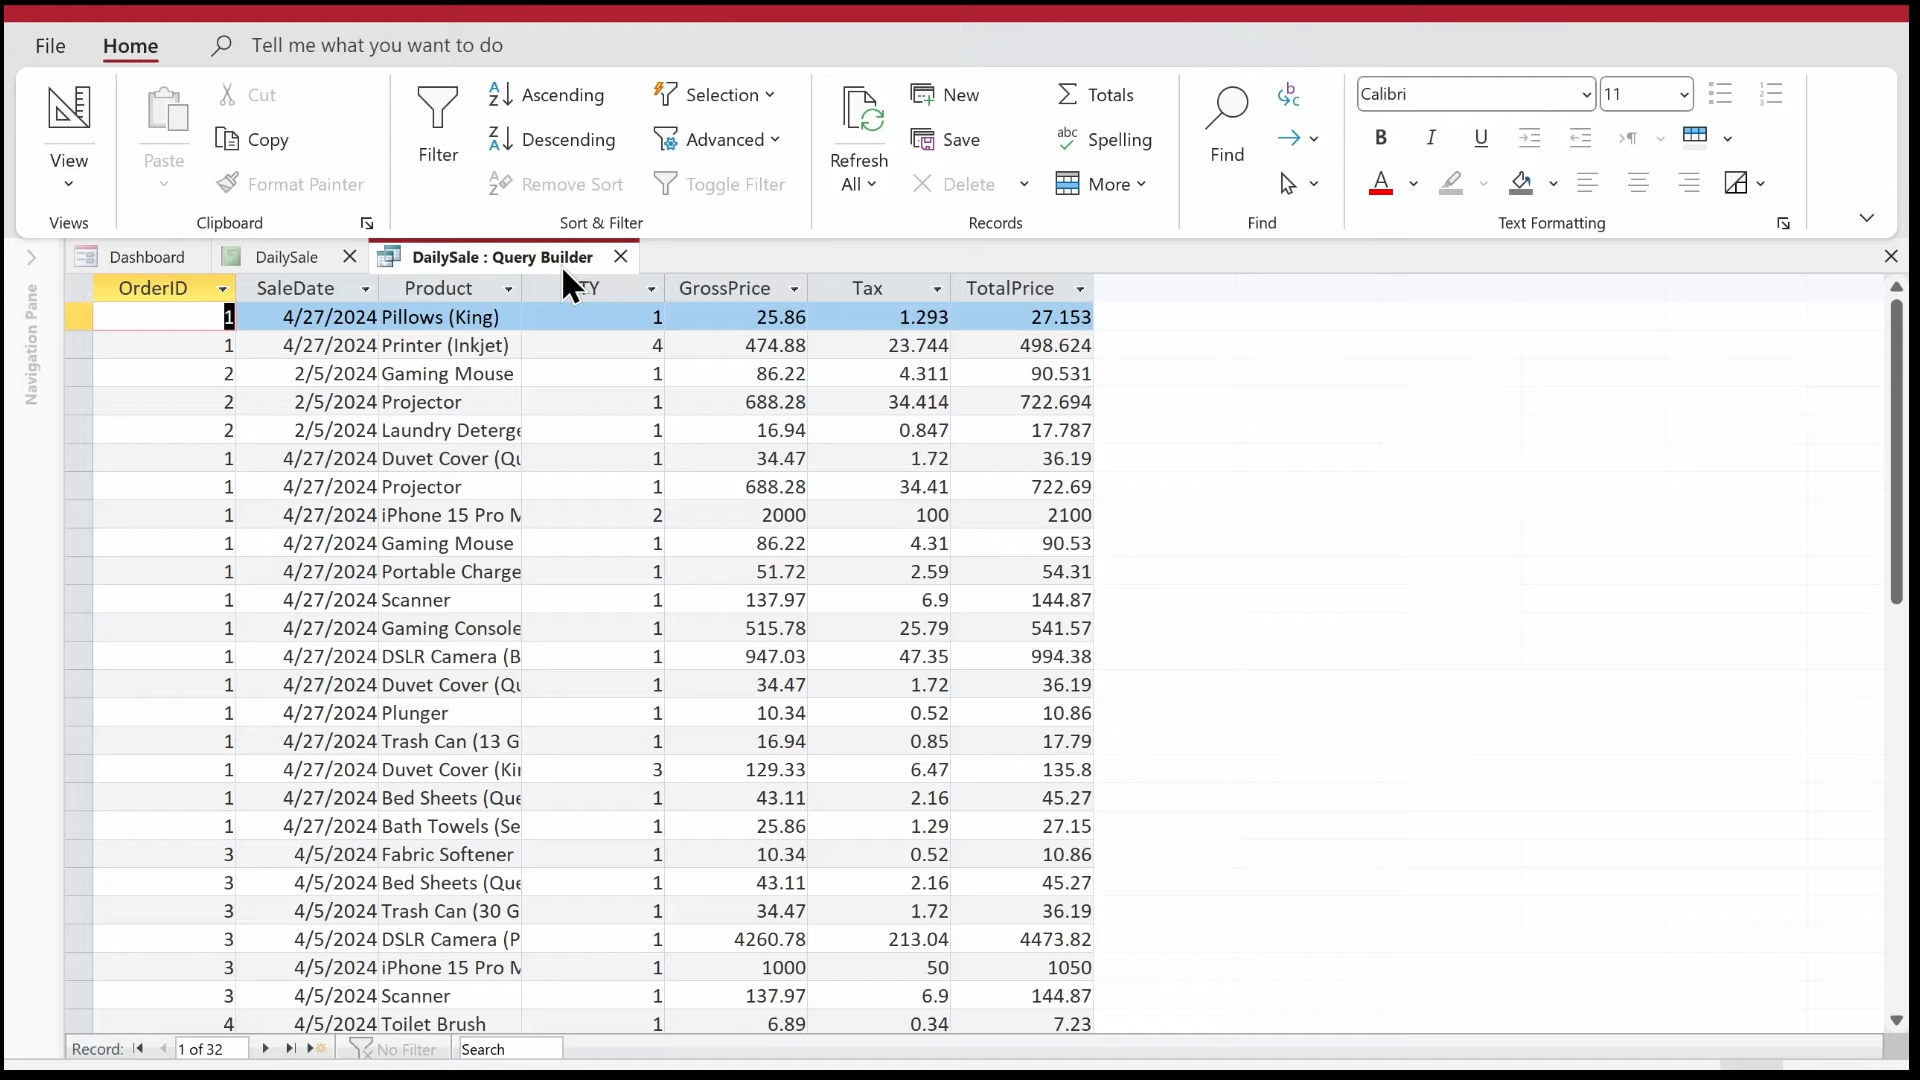 File Home Tell me what you want to do
View Paste Cut Copy Format Painter Filter Ascending Descending Remove Sort Selection Advanced Toggle Filter Refresh All New Save Delete Totals Spelling More Find Calibri 11
Views Clipboard Sort & Filter Records Find Text Formatting
Dashboard DailySale DailySale : Query Builder
Navigation Pane
OrderID SaleDate Product GrossPrice Tax TotalPrice
1 4/27/2024 Pillows (King) 1 25.86 1.293 27.153
1 4/27/2024 Printer (Inkjet) 4 474.88 23.744 498.624
2 2/5/2024 Gaming Mouse 1 86.22 4.311 90.531
2 2/5/2024 Projector 1 688.28 34.414 722.694
2 2/5/2024 Laundry Deterge 1 16.94 0.847 17.787
1 4/27/2024 Duvet Cover (Qu 1 34.47 1.72 36.19
1 4/27/2024 Projector 1 688.28 34.41 722.69
1 4/27/2024 iPhone 15 Pro M 2 2000 100 2100
1 4/27/2024 Gaming Mouse 1 86.22 4.31 90.53
1 4/27/2024 Portable Charge 1 51.72 2.59 54.31
1 4/27/2024 Scanner 1 137.97 6.9 144.87
1 4/27/2024 Gaming Console 1 515.78 25.79 541.57
1 4/27/2024 DSLR Camera (B 1 947.03 47.35 994.38
1 4/27/2024 Duvet Cover (Qu 1 34.47 1.72 36.19
1 4/27/2024 Plunger 1 10.34 0.52 10.86
1 4/27/2024 Trash Can (13 G 1 16.94 0.85 17.79
1 4/27/2024 Duvet Cover (Kin 3 129.33 6.47 135.8
1 4/27/2024 Bed Sheets (Que 1 43.11 2.16 45.27
1 4/27/2024 Bath Towels (Se 1 25.86 1.29 27.15
3 4/5/2024 Fabric Softener 1 10.34 0.52 10.86
3 4/5/2024 Bed Sheets (Que 1 43.11 2.16 45.27
3 4/5/2024 Trash Can (30 G 1 34.47 1.72 36.19
3 4/5/2024 DSLR Camera (P 1 4260.78 213.04 4473.82
3 4/5/2024 iPhone 15 Pro M 1 1000 50 1050
3 4/5/2024 Scanner 1 137.97 6.9 144.87
4 4/5/2024 Toilet Brush 1 6.89 0.34 7.23
Record: 1 of 32 No Filter Search